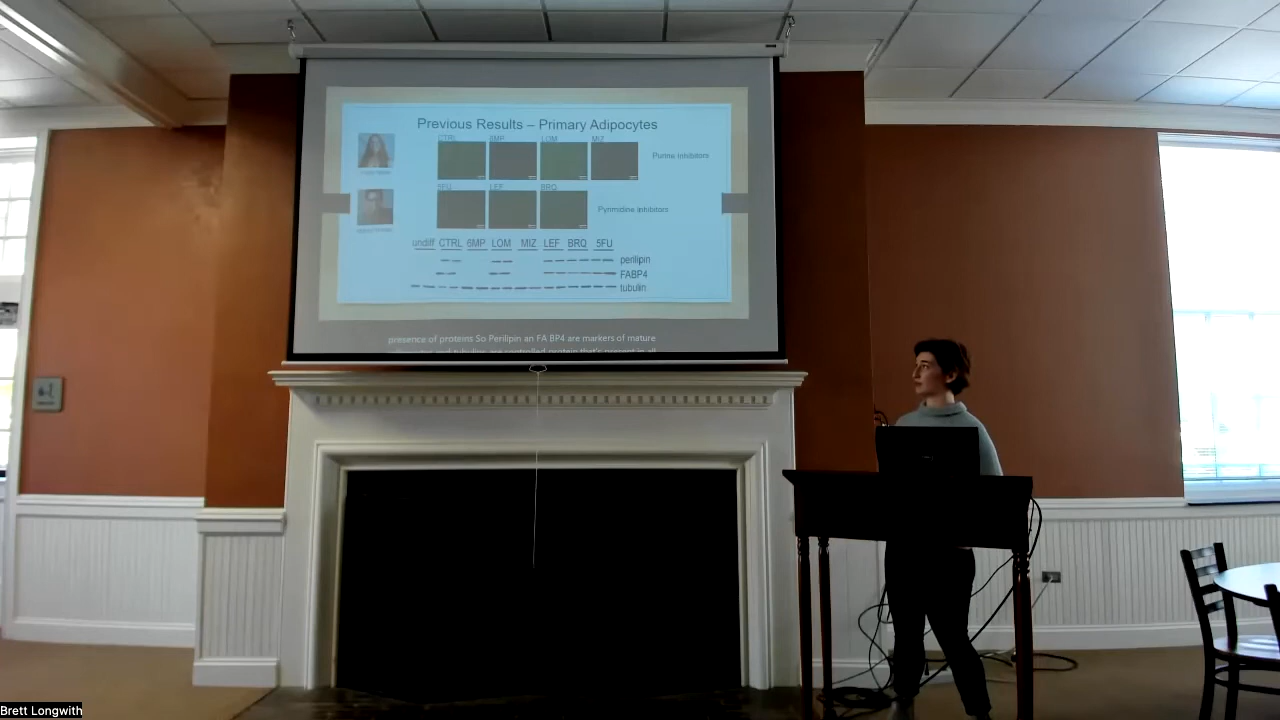 Previous Results – Primary Adipocytes
CTRL 6MP LOM MIZ
Purine Inhibitors
5FU LEF BRQ
Pyrimidine Inhibitors
undiff CTRL 6MP LOM MIZ LEF BRQ 5FU
perilipin
FABP4
tubulin
presence of proteins So Perilipin an FA BP4 are markers of mature
Brett Longwith